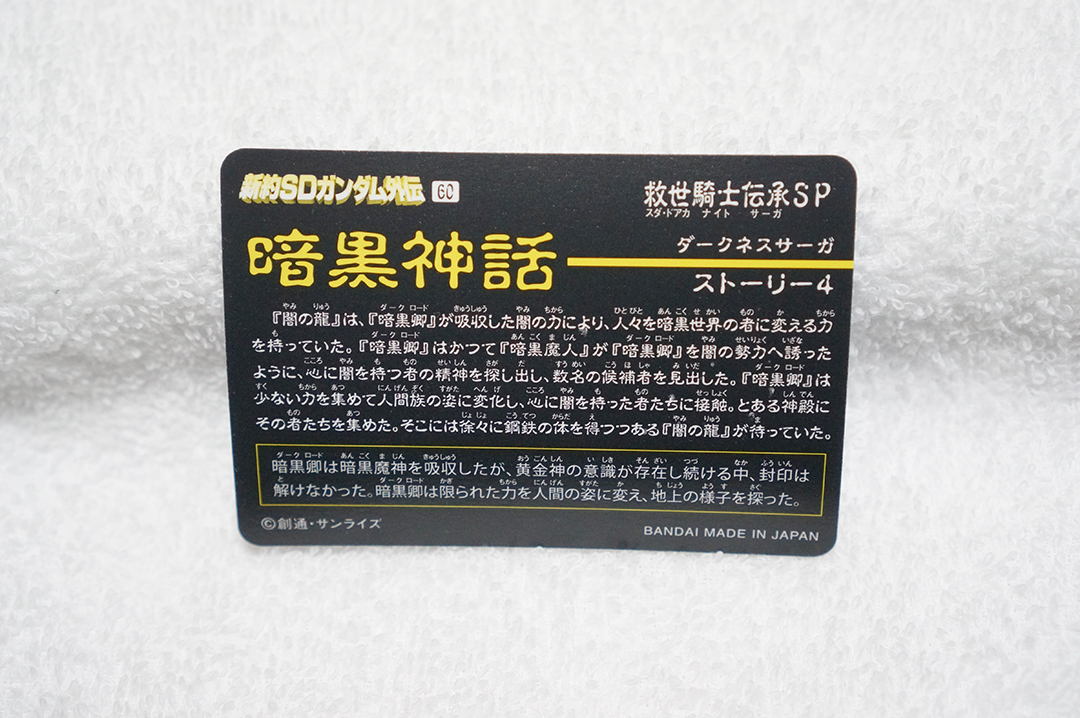 新約SDガンダム外伝 60
救世騎士伝承SP
スダ・ドアカ ナイト サーガ
暗黒神話
ダークネスサーガ
ストーリー4
『闇の龍』は、『暗黒卿』が吸収した闇の力により、人々を暗黒世界の者に変える力
を持っていた。『暗黒卿』はかつて『暗黒魔人』が『暗黒卿』を闇の勢力へ誘った
ように、心に闇を持つ者の精神を探し出し、数名の候補者を見出した。『暗黒卿』は
少ない力を集めて人間族の姿に変化し、心に闇を持った者たちに接触。とある神殿に
その者たちを集めた。そこには徐々に鋼鉄の体を得つつある『闇の龍』が待っていた。
暗黒卿は暗黒魔神を吸収したが、黄金神の意識が存在し続ける中、封印は
解けなかった。暗黒卿は限られた力を人間の姿に変え、地上の様子を探った。
©創通・サンライズ
BANDAI MADE IN JAPAN